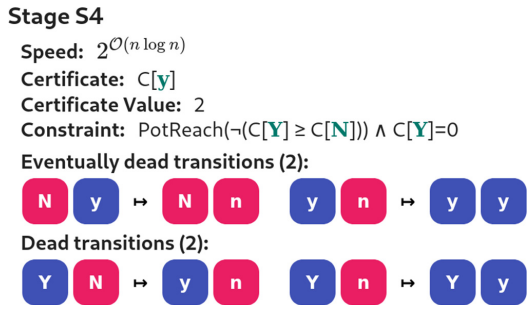 Stage S4
Speed: 2^𝒪(n log n)
Certificate: C[y]
Certificate Value: 2
Constraint: PotReach(¬(C[Y] ≥ C[N])) ∧ C[Y]=0
Eventually dead transitions (2):
N y ↦ N n y n ↦ y y
Dead transitions (2):
Y N ↦ y n Y n ↦ Y y